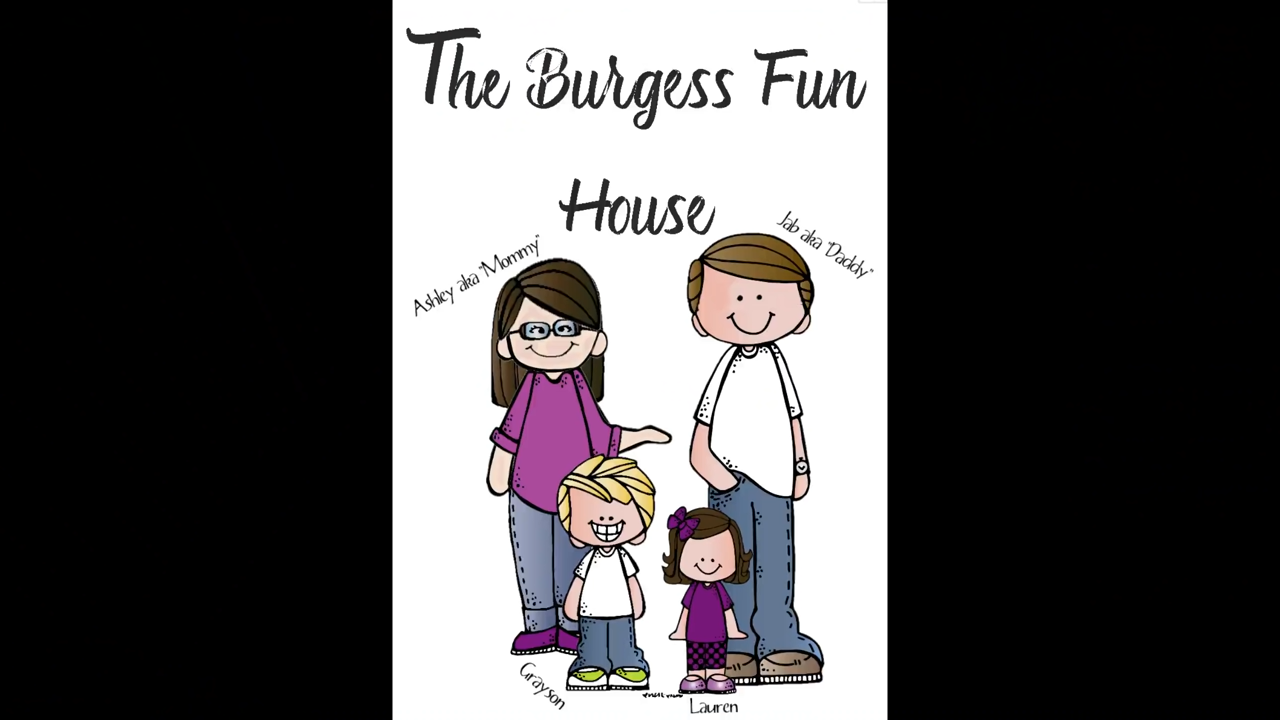 The Burgess Fun
House
Ashley aka "Mommy"
Jab aka "Daddy"
Grayson
Lauren